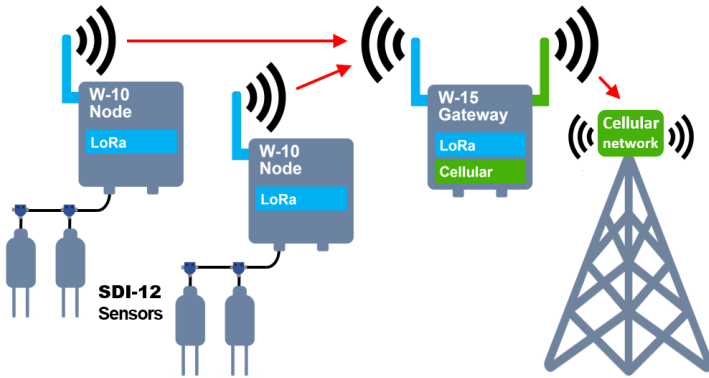 W-10
Node
LoRa
W-10
Node
LoRa
W-15
Gateway
LoRa
Cellular
Cellular
network
SDI-12
Sensors